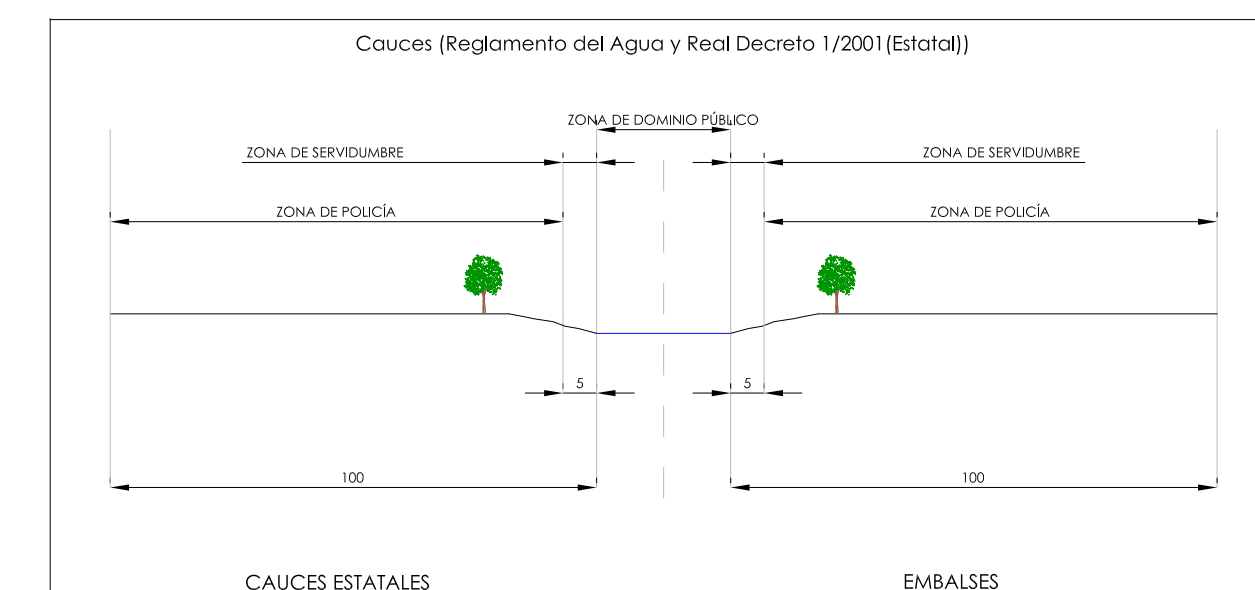 Cauces (Reglamento del Agua y Real Decreto 1/2001(Estatal))
ZONA DE DOMINIO PÚBLICO
ZONA DE SERVIDUMBRE
ZONA DE SERVIDUMBRE
ZONA DE POLICÍA
ZONA DE POLICÍA
5
5
100
100
CAUCES ESTATALES
EMBALSES